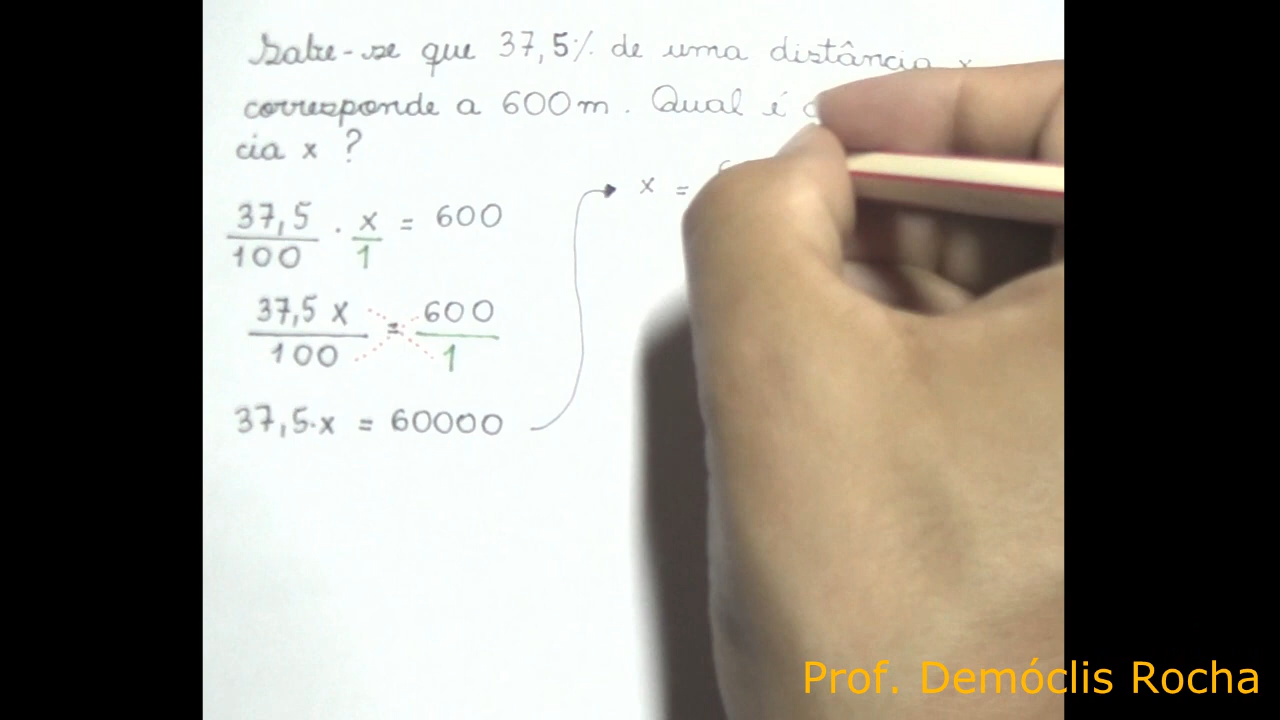 Sabe-se que 37,5% de uma distância x
corresponde a 600m. Qual é
cia x ?
x =
37,5/100 . x/1 = 600
37,5 x/100 = 600/1
37,5.x = 60000
Prof. Demóclis Rocha